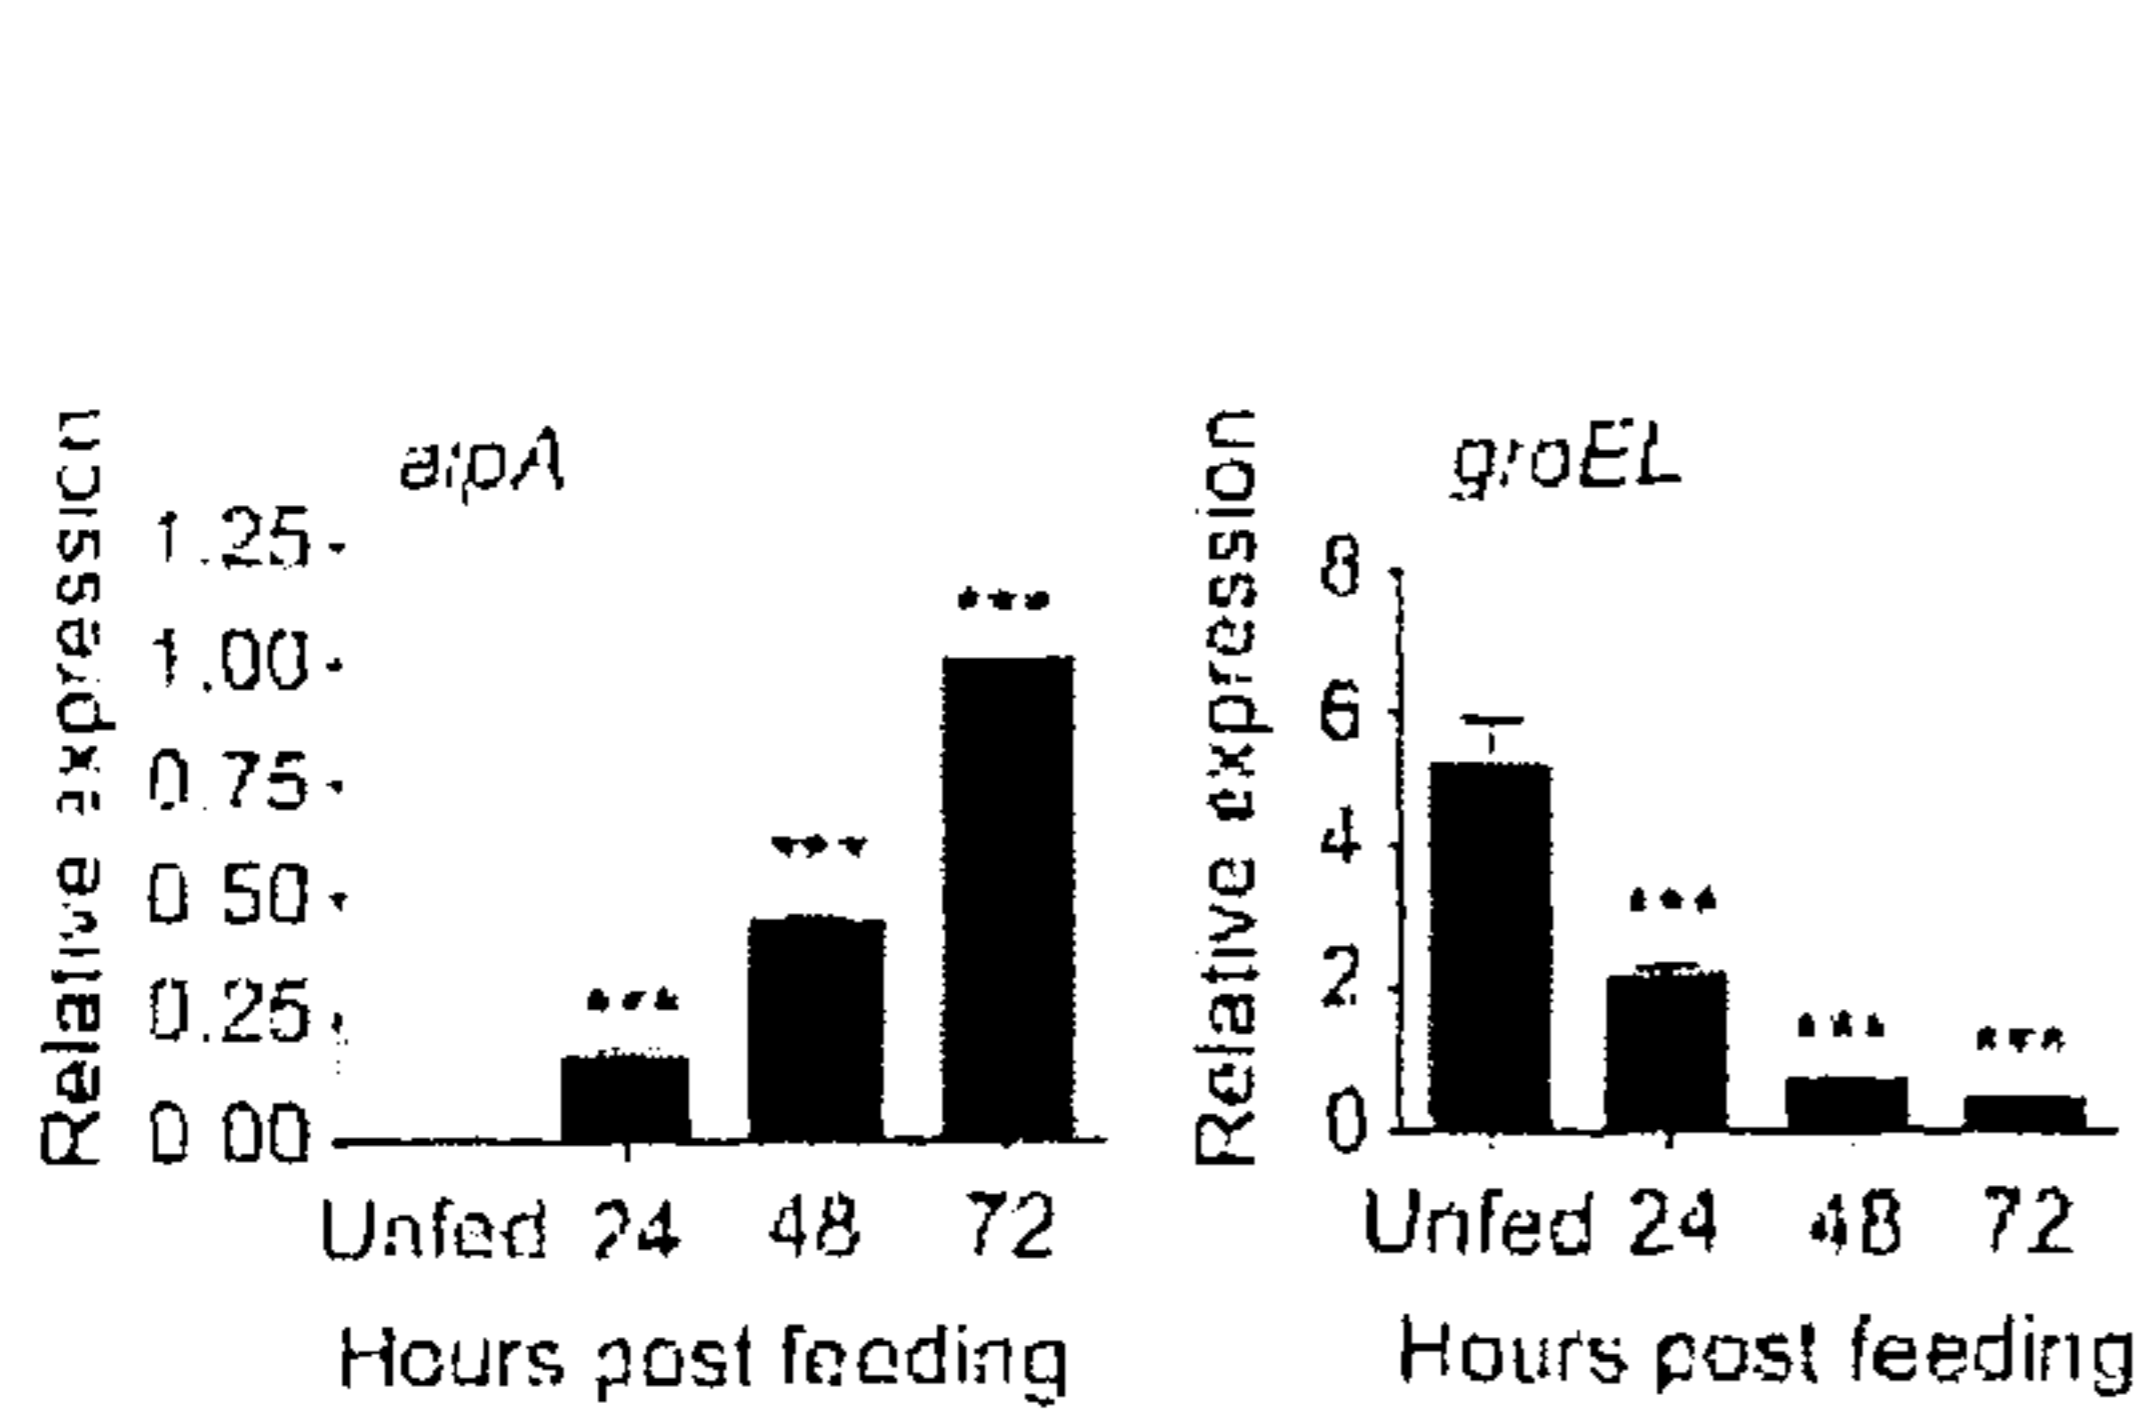 aipA
Relative expression
1.25
1.00
0.75
0.50
0.25
0.00
***
***
***
Unfed 24 48 72
Hours post feeding
groEL
Relative expression
8
6
4
2
0
***
***
***
Unfed 24 48 72
Hours post feeding